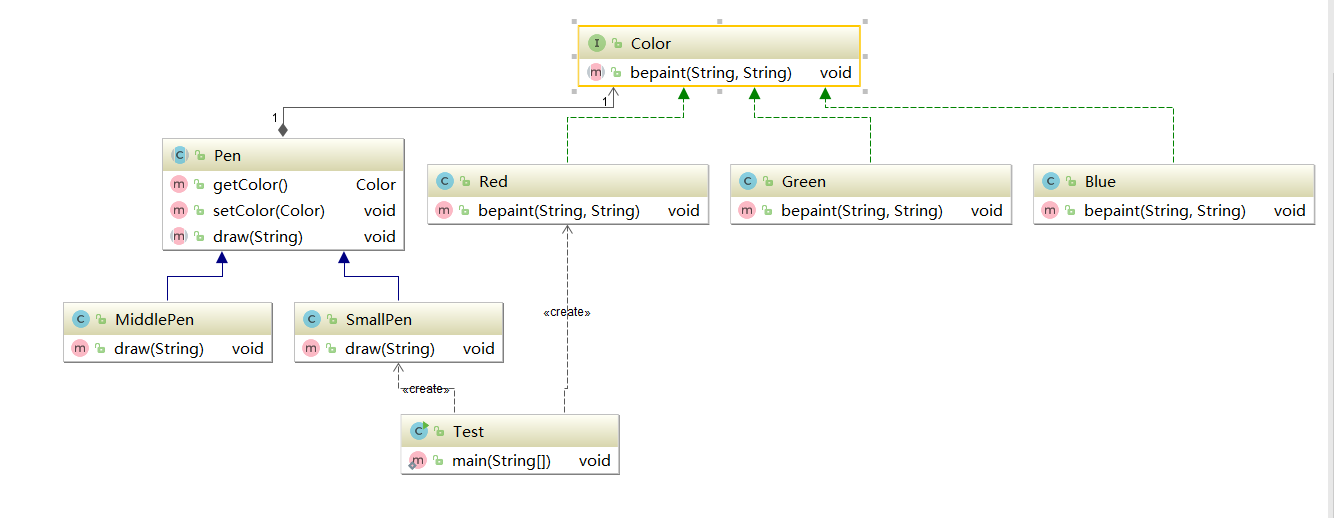 Color
bepaint(String, String) void
1
1
Pen
getColor() Color
setColor(Color) void
draw(String) void
Red
bepaint(String, String) void
Green
bepaint(String, String) void
Blue
bepaint(String, String) void
MiddlePen
draw(String) void
SmallPen
draw(String) void
«create»
«create»
Test
main(String[]) void